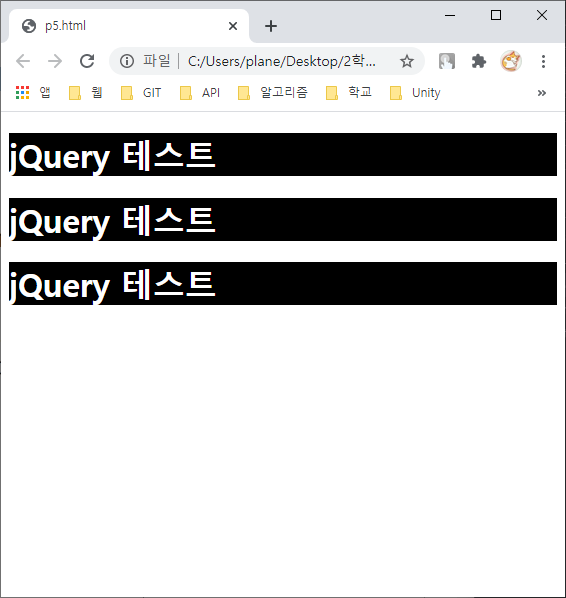 p5.html
파일 C:/Users/plane/Desktop/2학...
앱 웹 GIT API 알고리즘 학교 Unity »
jQuery 테스트
jQuery 테스트
jQuery 테스트